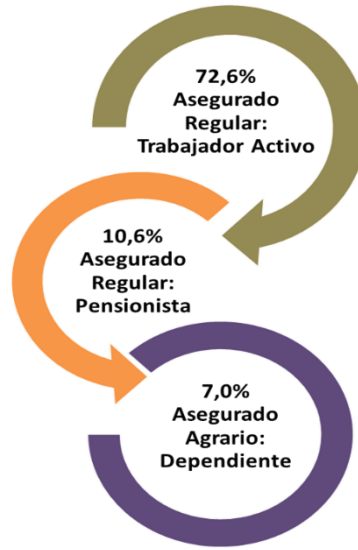 72,6%
Asegurado
Regular:
Trabajador Activo
10,6%
Asegurado
Regular:
Pensionista
7,0%
Asegurado
Agrario:
Dependiente